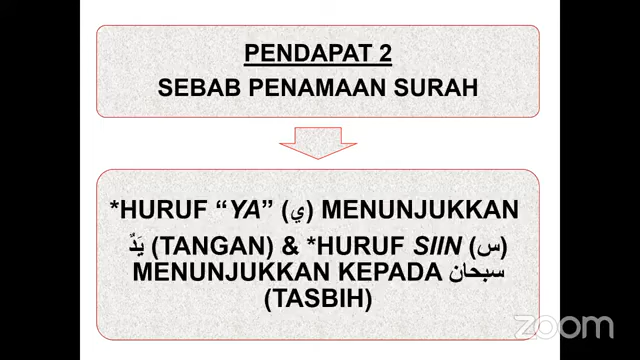 PENDAPAT 2
SEBAB PENAMAAN SURAH
*HURUF “YA” (ي) MENUNJUKKAN
يَدٌ (TANGAN) & *HURUF SIIN (س)
MENUNJUKKAN KEPADA سبحان
(TASBIH)
zoom